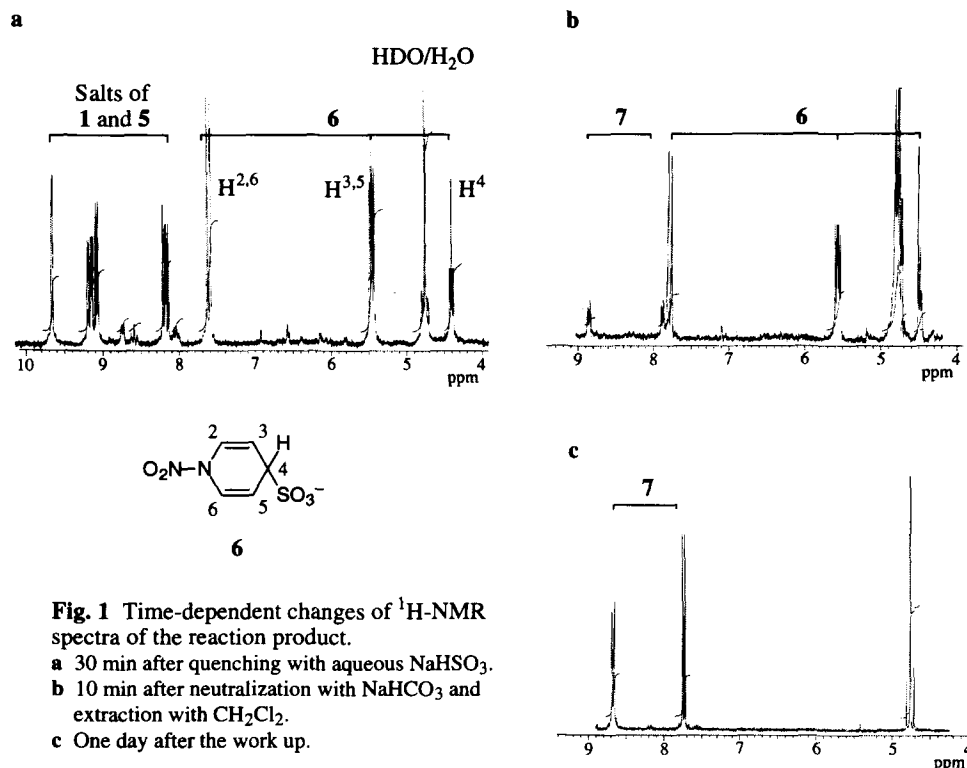 a
HDO/H₂O
Salts of
1 and 5
6
H²,⁶
H³,⁵
H⁴
10 9 8 7 6 5 4
ppm
b
7
6
9 8 7 6 5 4
ppm
2 3 H
O₂N–N 4
6 5 SO₃⁻
6
c
7
9 8 7 6 5 4
ppm
Fig. 1 Time-dependent changes of ¹H-NMR
spectra of the reaction product.
a 30 min after quenching with aqueous NaHSO₃.
b 10 min after neutralization with NaHCO₃ and
extraction with CH₂Cl₂.
c One day after the work up.